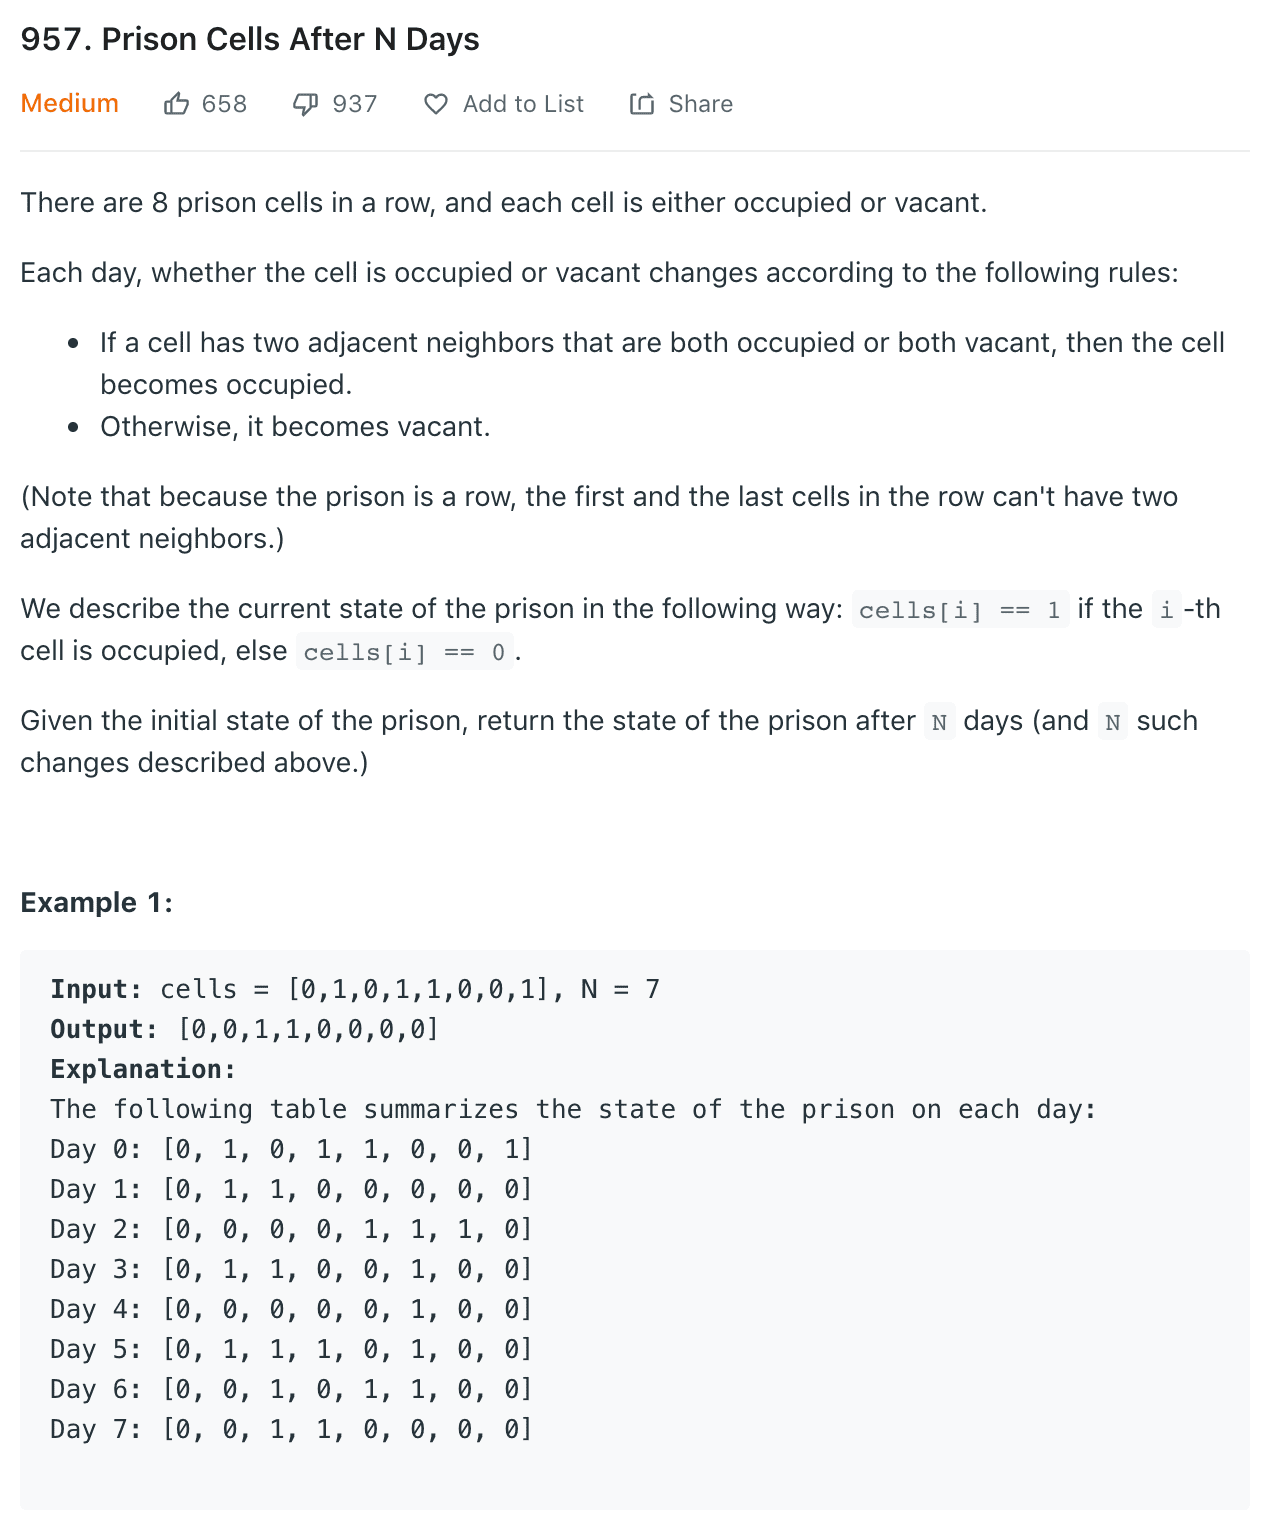 957. Prison Cells After N Days
Medium 658 937 Add to List Share
There are 8 prison cells in a row, and each cell is either occupied or vacant.
Each day, whether the cell is occupied or vacant changes according to the following rules:
• If a cell has two adjacent neighbors that are both occupied or both vacant, then the cell
becomes occupied.
• Otherwise, it becomes vacant.
(Note that because the prison is a row, the first and the last cells in the row can't have two
adjacent neighbors.)
We describe the current state of the prison in the following way: cells[i] == 1 if the i -th
cell is occupied, else cells[i] == 0 .
Given the initial state of the prison, return the state of the prison after N days (and N such
changes described above.)
Example 1:
Input: cells = [0,1,0,1,1,0,0,1], N = 7
Output: [0,0,1,1,0,0,0,0]
Explanation:
The following table summarizes the state of the prison on each day:
Day 0: [0, 1, 0, 1, 1, 0, 0, 1]
Day 1: [0, 1, 1, 0, 0, 0, 0, 0]
Day 2: [0, 0, 0, 0, 1, 1, 1, 0]
Day 3: [0, 1, 1, 0, 0, 1, 0, 0]
Day 4: [0, 0, 0, 0, 0, 1, 0, 0]
Day 5: [0, 1, 1, 1, 0, 1, 0, 0]
Day 6: [0, 0, 1, 0, 1, 1, 0, 0]
Day 7: [0, 0, 1, 1, 0, 0, 0, 0]